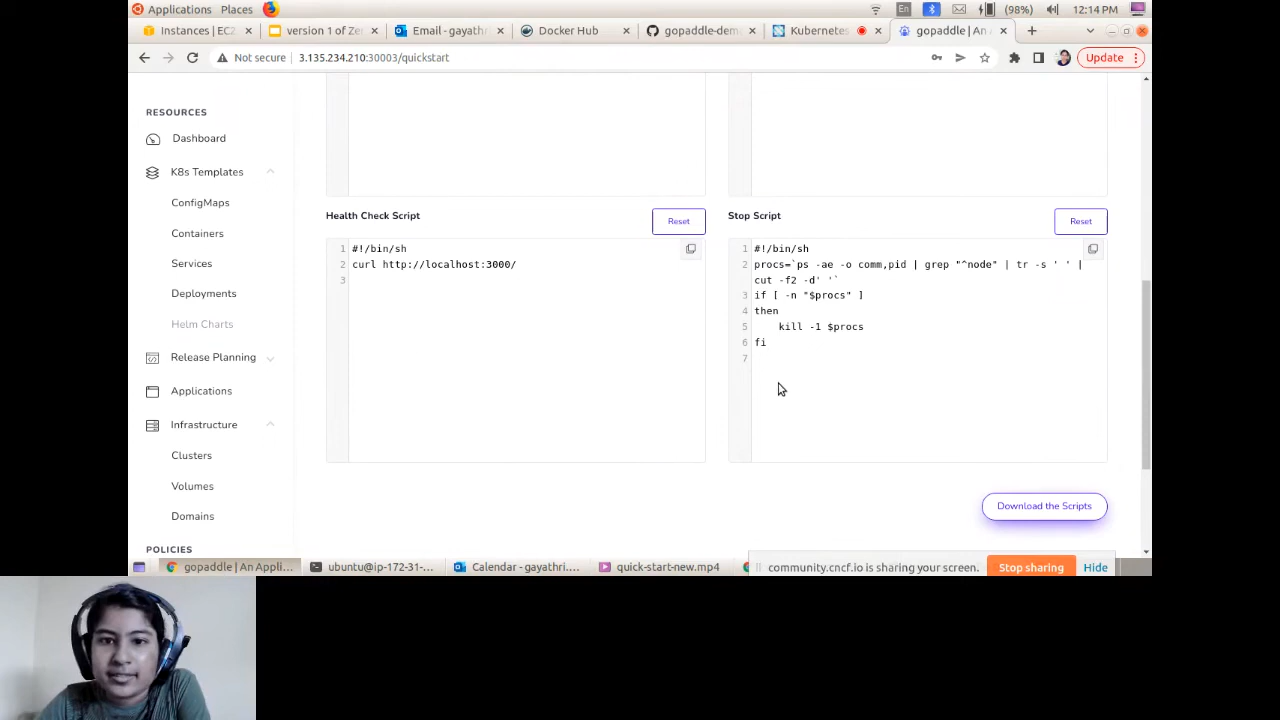 Applications Places
En
(98%)
12:14 PM
Instances | EC2
version 1 of Ze
Email - gayathri
Docker Hub
gopaddle-dem
Kubernetes
gopaddle | An A
Not secure
3.135.234.210:30003/quickstart
Update
RESOURCES
Dashboard
K8s Templates
ConfigMaps
Containers
Services
Deployments
Helm Charts
Release Planning
Applications
Infrastructure
Clusters
Volumes
Domains
POLICIES
Health Check Script
Reset
1 #!/bin/sh
2 curl http://localhost:3000/
3
Stop Script
Reset
1 #!/bin/sh
2 procs=`ps -ae -o comm,pid | grep "^node" | tr -s ' ' |
cut -f2 -d' '`
3 if [ -n "$procs" ]
4 then
5 kill -1 $procs
6 fi
7
Download the Scripts
gopaddle | An Appli...
ubuntu@ip-172-31-...
Calendar - gayathri....
quick-start-new.mp4
community.cncf.io is sharing your screen.
Stop sharing
Hide